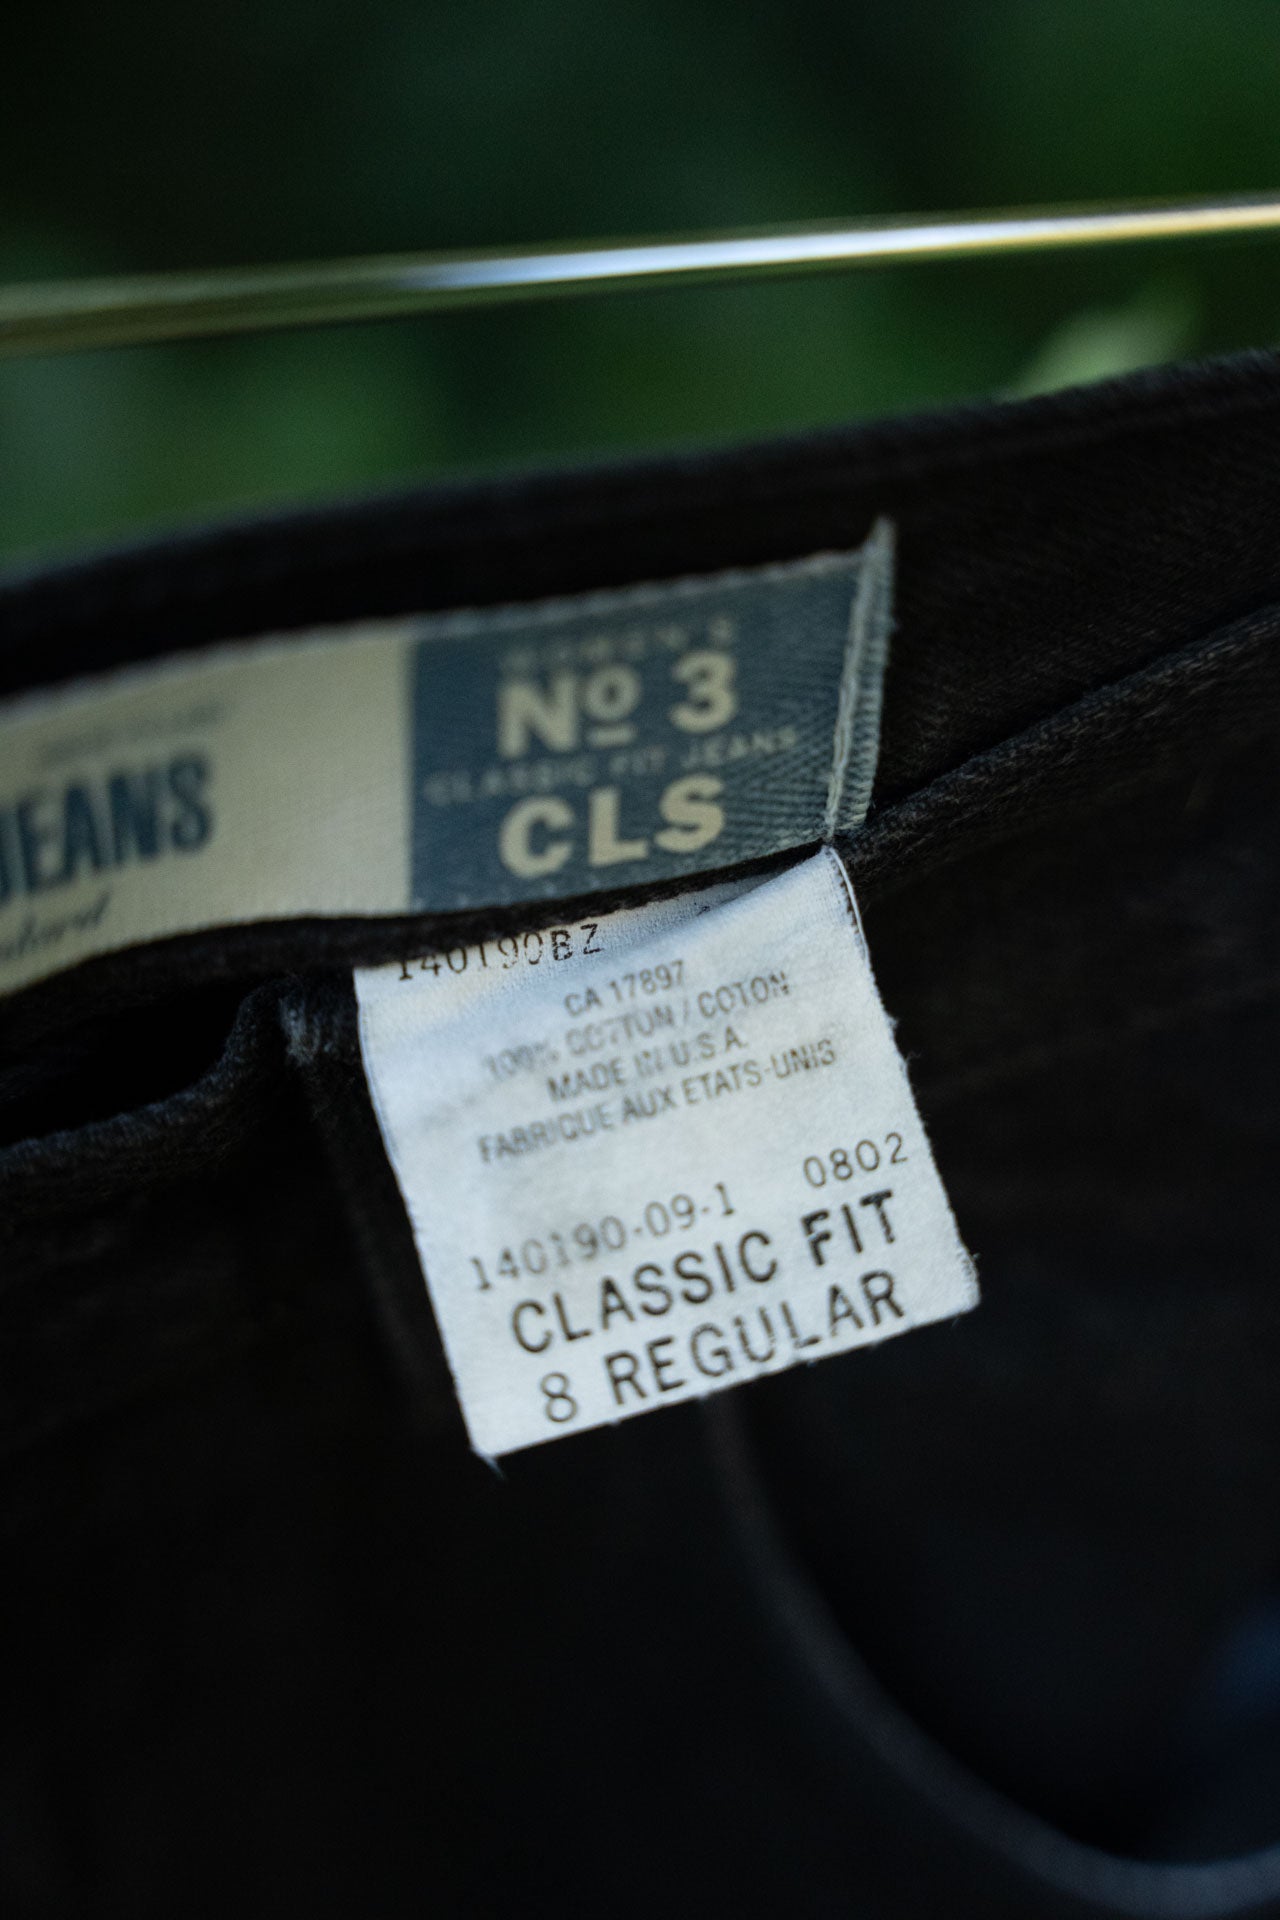 JEANS
WOMEN'S
No 3
CLASSIC FIT JEANS
CLS
140190BZ
CA 17897
100% COTTON / COTON
MADE IN U.S.A.
FABRIQUE AUX ETATS-UNIS
140190-09-1 0802
CLASSIC FIT
8 REGULAR